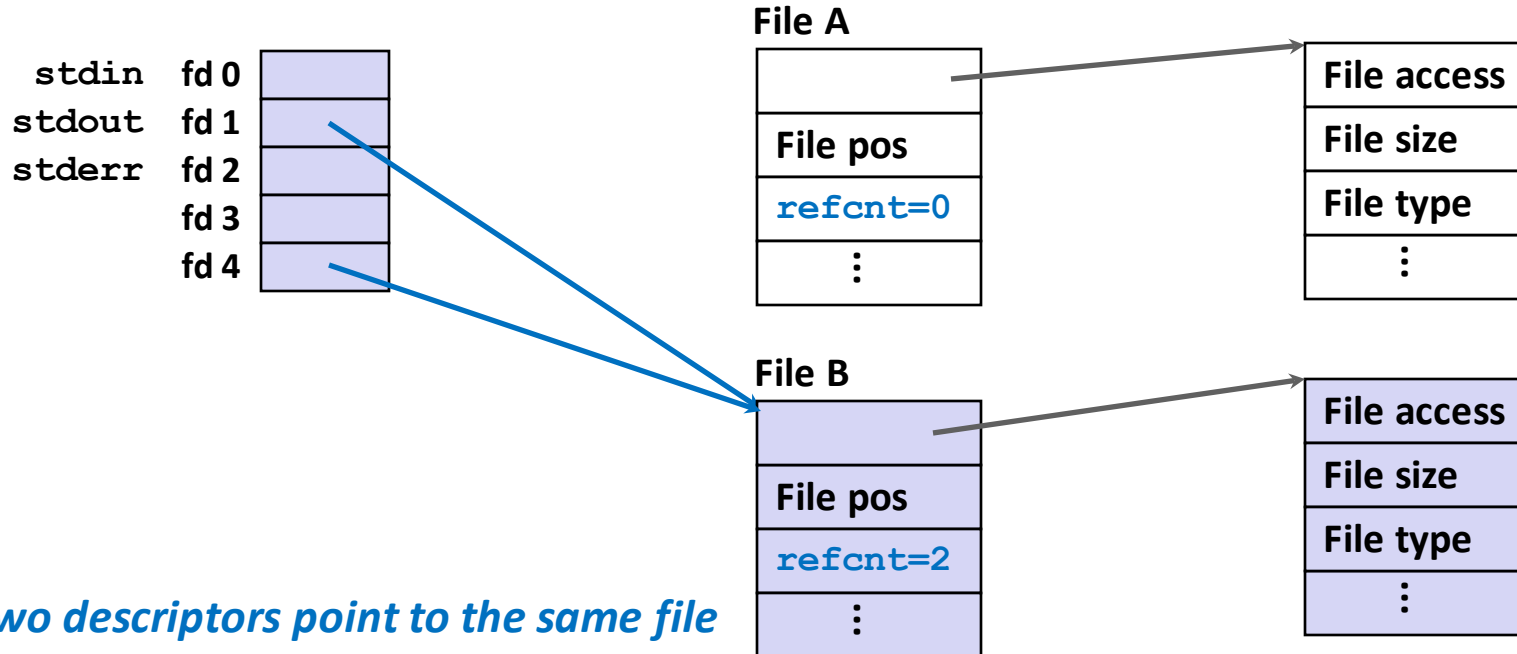 stdin fd 0
stdout fd 1
stderr fd 2
fd 3
fd 4
File A
File pos
refcnt=0
⋮
File access
File size
File type
⋮
File B
File pos
refcnt=2
⋮
File access
File size
File type
⋮
wo descriptors point to the same file